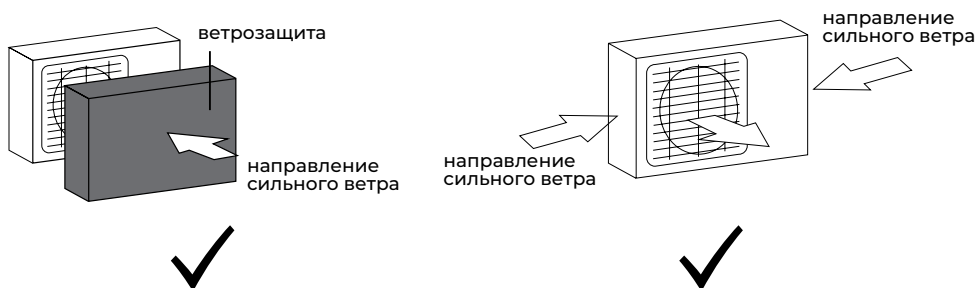 ветрозащита
направление
сильного ветра
направление
сильного ветра
направление
сильного ветра